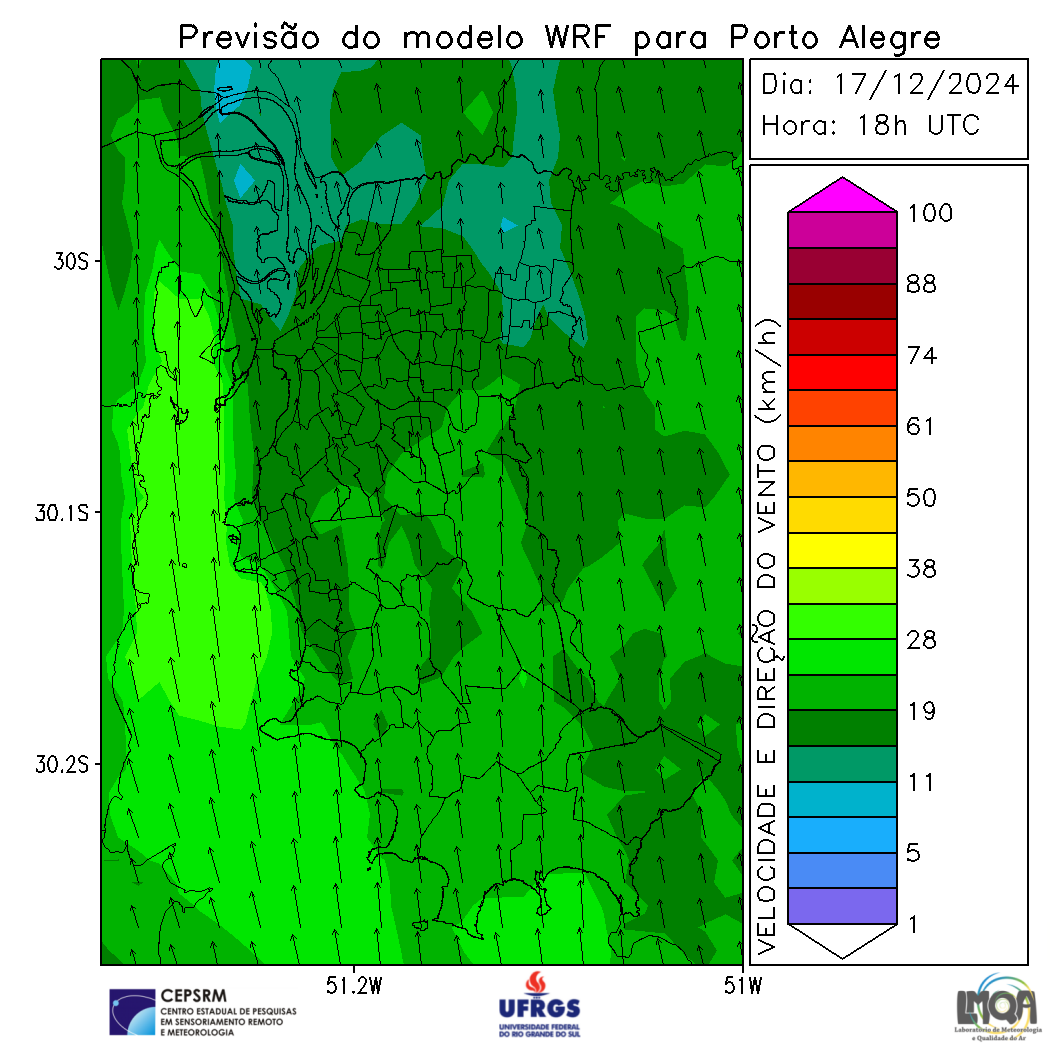 Previsão do modelo WRF para Porto Alegre
Dia: 17/12/2024
Hora: 18h UTC
30S
30.1S
30.2S
51.2W
51W
VELOCIDADE E DIREÇÃO DO VENTO (km/h)
100
88
74
61
50
38
28
19
11
5
1
CEPSRM
CENTRO ESTADUAL DE PESQUISAS
EM SENSORIAMENTO REMOTO
E METEOROLOGIA
UFRGS
UNIVERSIDADE FEDERAL
DO RIO GRANDE DO SUL
LMQA
Laboratório de Meteorologia
e Qualidade do Ar